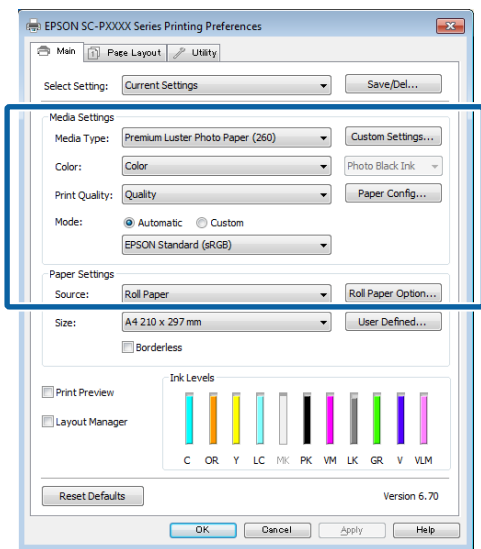 EPSON SC-PXXXX Series Printing Preferences
Main Page Layout Utility
Select Setting: Current Settings Save/Del...
Media Settings
Media Type: Premium Luster Photo Paper (260) Custom Settings...
Color: Color Photo Black Ink
Print Quality: Quality Paper Config...
Mode: Automatic Custom
EPSON Standard (sRGB)
Paper Settings
Source: Roll Paper Roll Paper Option...
Size: A4 210 x 297 mm User Defined...
Borderless
Ink Levels
Print Preview
Layout Manager
C OR Y LC MK PK VM LK GR V VLM
Reset Defaults Version 6.70
OK Cancel Apply Help